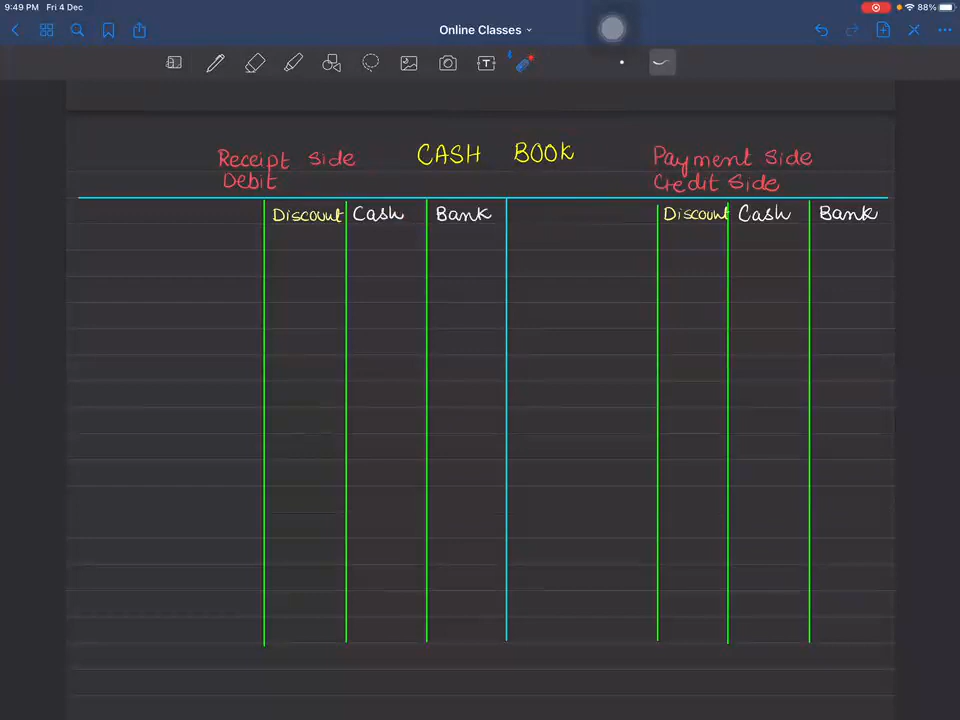 9:49 PM Fri 4 Dec 88%
Online Classes
T
CASH BOOK
Receipt Side Payment Side
Debit Credit Side
Discount Cash Bank Discount Cash Bank